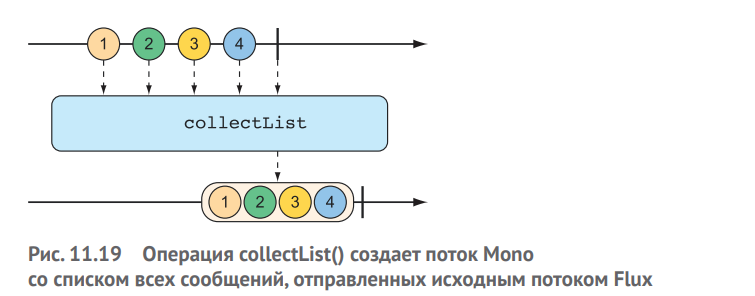 1 2 3 4
collectList
1 2 3 4
Рис. 11.19 Операция collectList() создает поток Mono
со списком всех сообщений, отправленных исходным потоком Flux